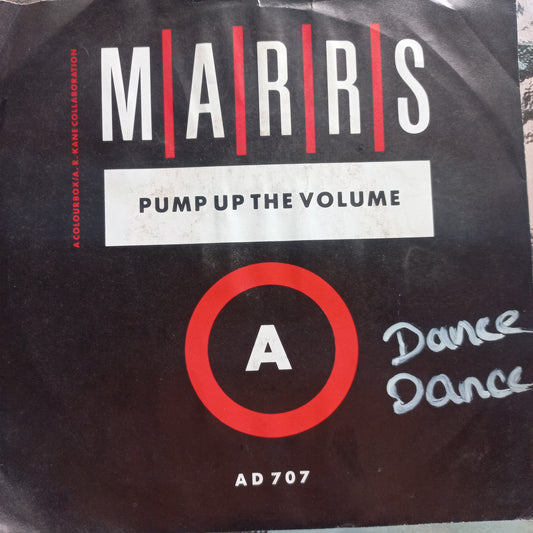 M|A|R|R|S
A COLOURBOX/A. R. KANE COLLABORATION
PUMP UP THE VOLUME
A
Dance
Dance
AD 707